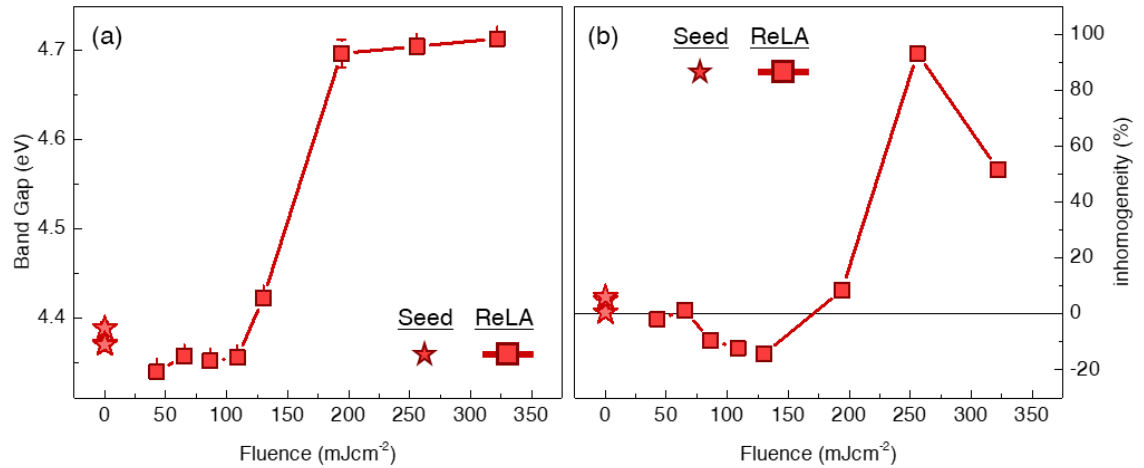 (a)
4.7
4.6
4.5
4.4
Band Gap (eV)
Seed ReLA
0 50 100 150 200 250 300 350
Fluence (mJcm-2)
(b)
Seed ReLA
100
80
60
40
20
0
-20
inhomogeneity (%)
0 50 100 150 200 250 300 350
Fluence (mJcm-2)